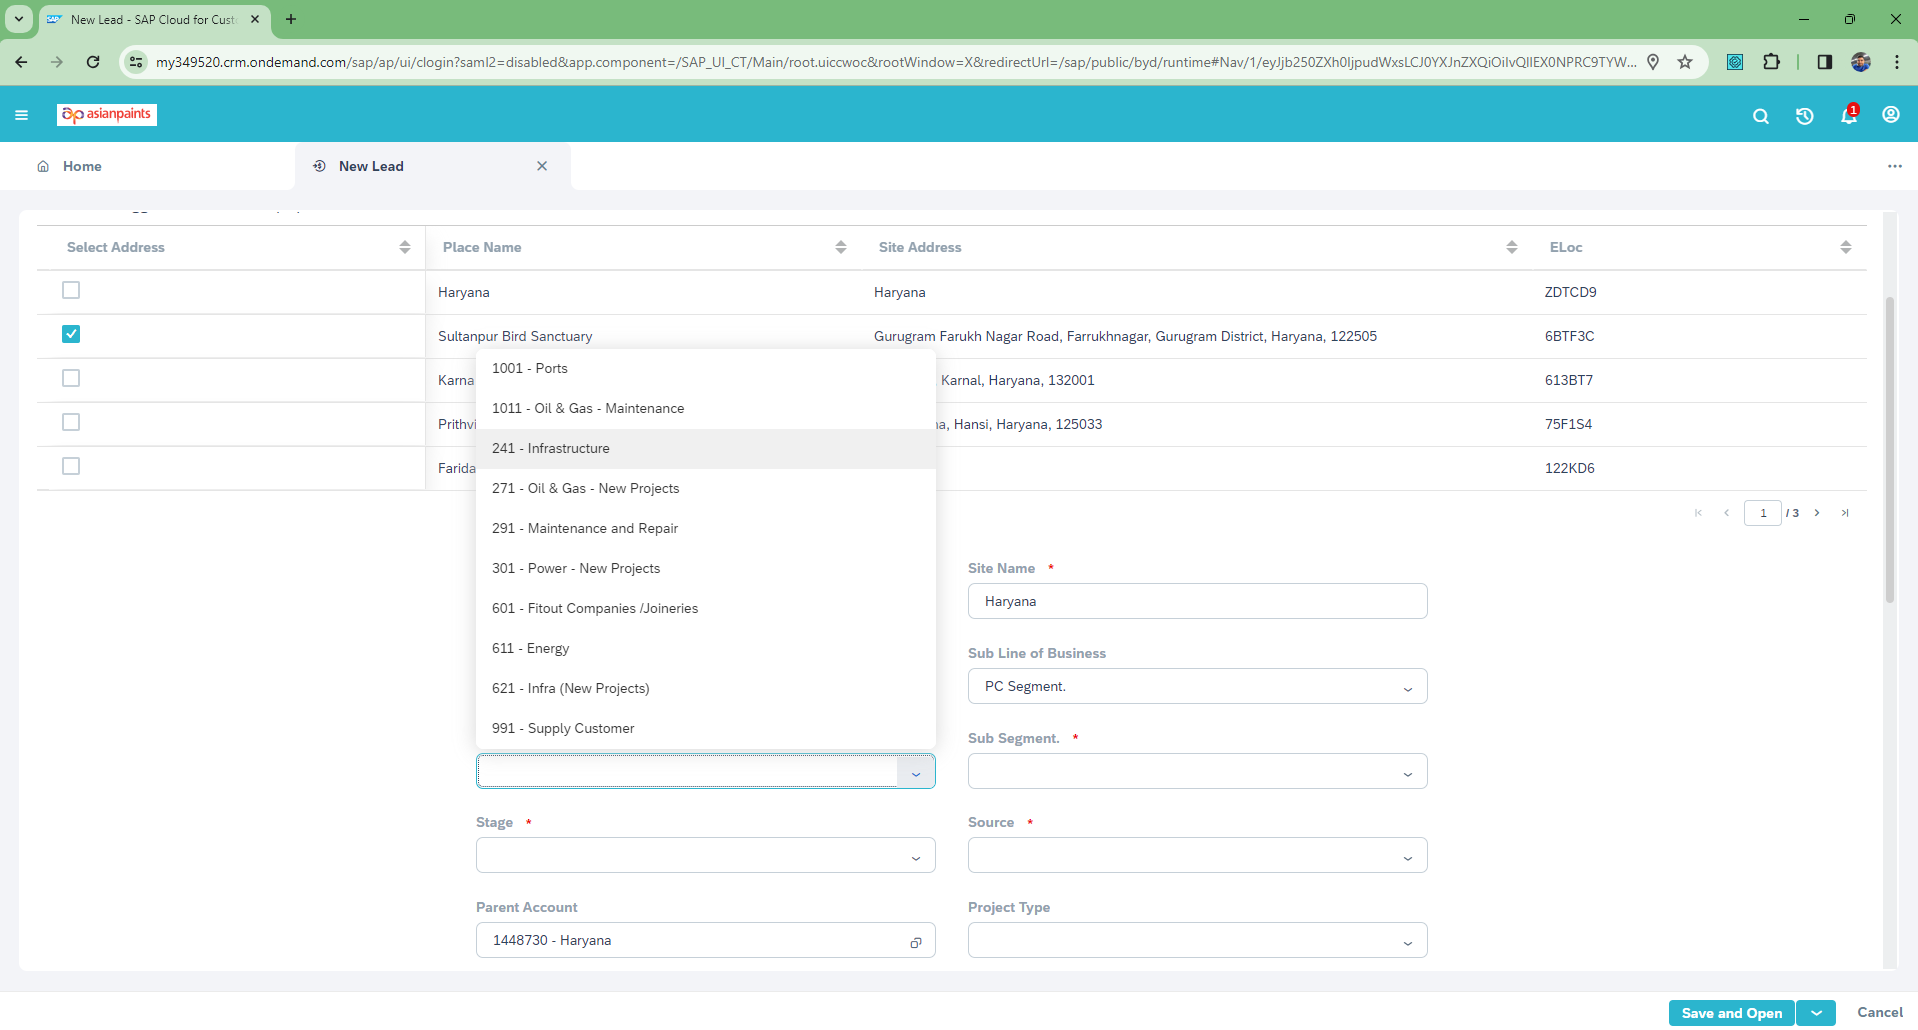 New Lead - SAP Cloud for Cust
my349520.crm.ondemand.com/sap/ap/ui/clogin?saml2=disabled&app.component=/SAP_UI_CT/Main/root.uiccwoc&rootWindow=X&redirectUrl=/sap/public/byd/runtime#Nav/1/eyJjb250ZXh0IjpudWxsLCJ0YXJnZXQiOiIvQllEX0NPRC9TYW...
asianpaints
1
Home
New Lead
Select Address Place Name Site Address ELoc
Haryana Haryana ZDTCD9
Sultanpur Bird Sanctuary Gurugram Farukh Nagar Road, Farrukhnagar, Gurugram District, Haryana, 122505 6BTF3C
Karna Karnal, Haryana, 132001 613BT7
Prithvi a, Hansi, Haryana, 125033 75F1S4
Farida 122KD6
1001 - Ports
1011 - Oil & Gas - Maintenance
241 - Infrastructure
271 - Oil & Gas - New Projects
291 - Maintenance and Repair
301 - Power - New Projects
601 - Fitout Companies /Joineries
611 - Energy
621 - Infra (New Projects)
991 - Supply Customer
1 / 3
Site Name *
Haryana
Sub Line of Business
PC Segment.
Sub Segment. *
Stage * Source *
Parent Account Project Type
1448730 - Haryana
Save and Open Cancel